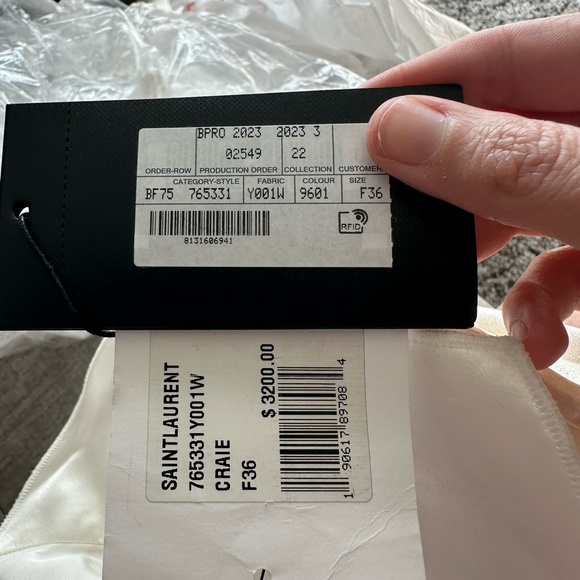 BPRO 2023 2023 3
02549 22
ORDER-ROW PRODUCTION ORDER COLLECTION CUSTOMER
CATEGORY-STYLE FABRIC COLOUR SIZE
BF75 765331 Y001W 9601 F36
8131606941
RFID
SAINTLAURENT
765331Y001W
CRAIE
F36
$ 3200.00
1 90617 89708 4